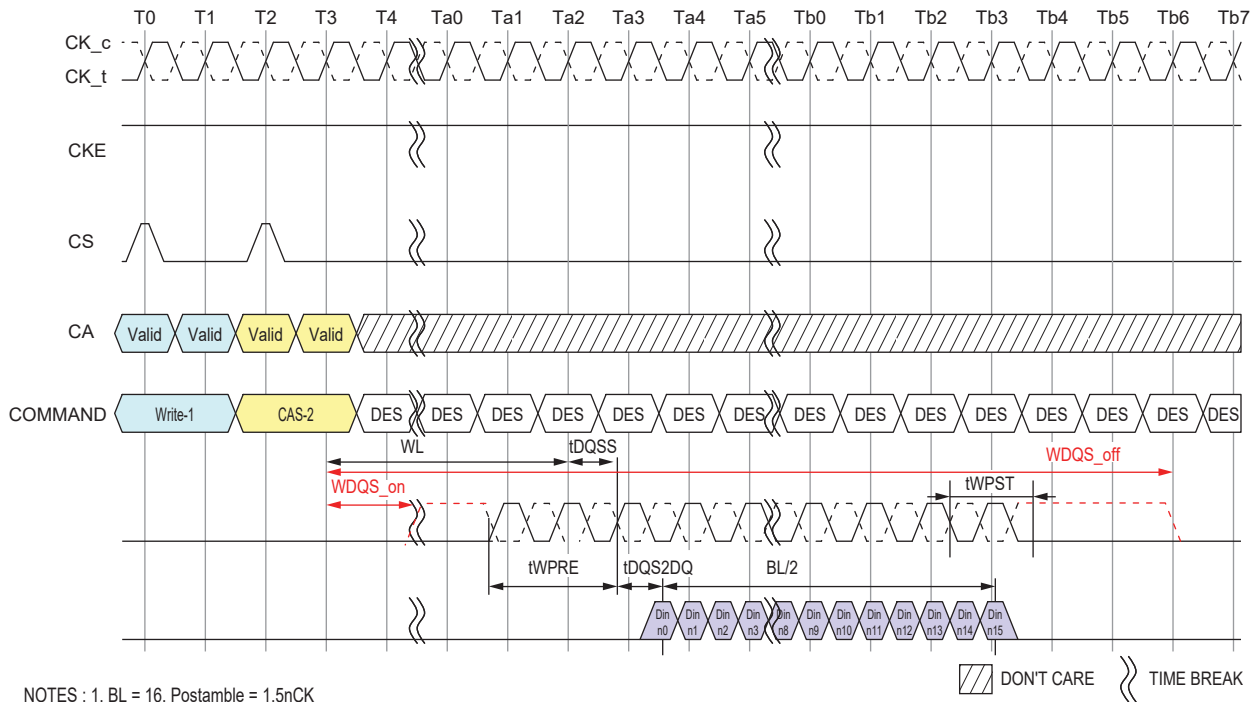 T0 T1 T2 T3 T4 Ta0 Ta1 Ta2 Ta3 Ta4 Ta5 Tb0 Tb1 Tb2 Tb3 Tb4 Tb5 Tb6 Tb7
CK_c
CK_t
CKE
CS
CA Valid Valid Valid Valid
COMMAND Write-1 CAS-2 DES DES DES DES DES DES DES DES DES DES DES DES DES DES DES
WL tDQSS WDQS_off
WDQS_on tWPST
tWPRE tDQS2DQ BL/2
Din Din Din Din Din Din Din Din Din Din Din Din
n0 n1 n2 n3 n8 n9 n10 n11 n12 n13 n14 n15
DON'T CARE TIME BREAK
NOTES : 1. BL = 16, Postamble = 1.5nCK